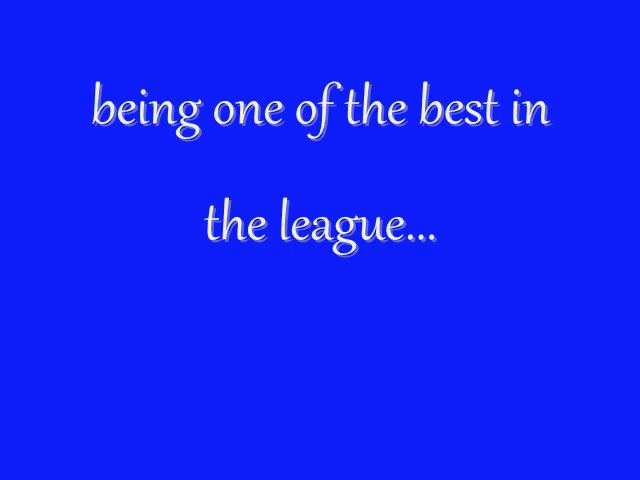 being one of the best in
the league...